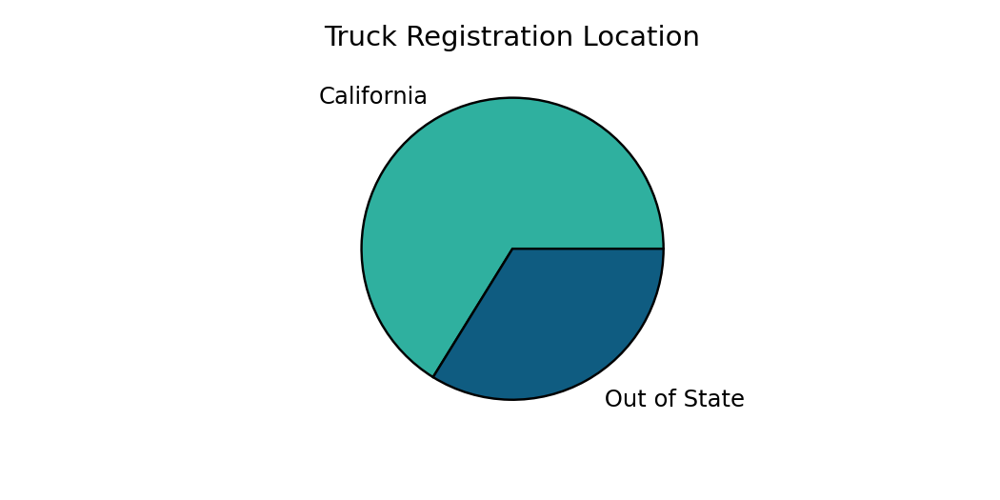 Truck Registration Location
California
Out of State